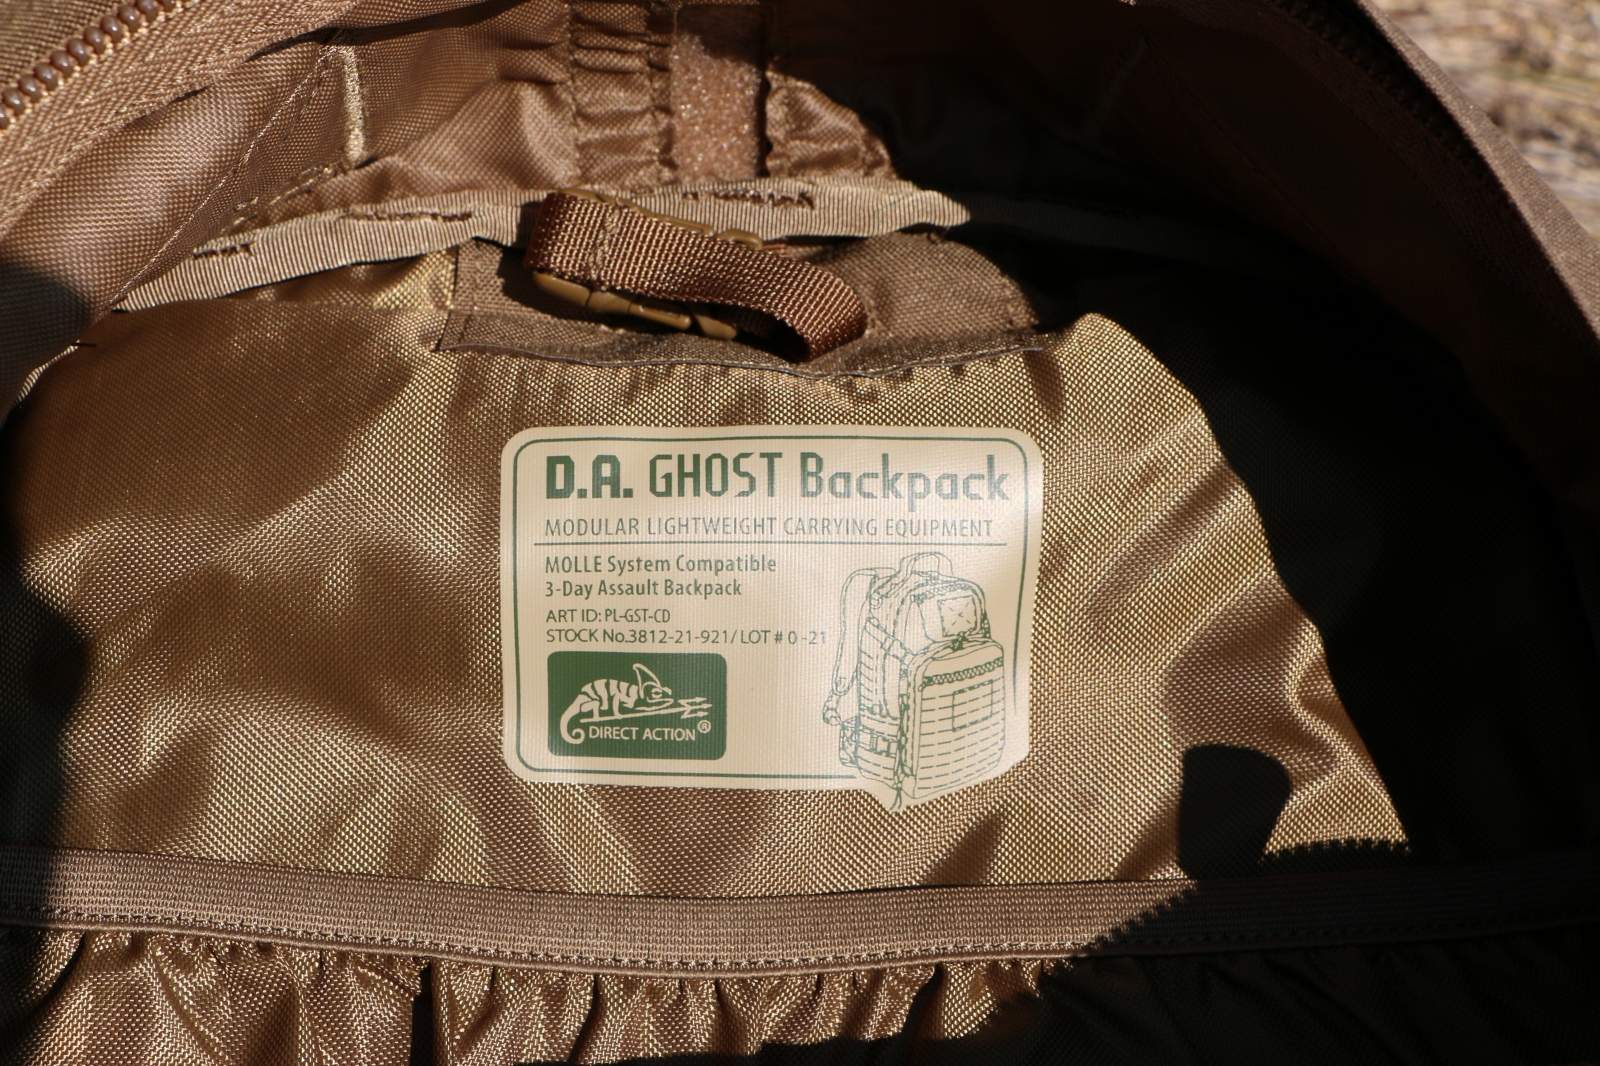 D.A. GHOST Backpack
MODULAR LIGHTWEIGHT CARRYING EQUIPMENT
MOLLE System Compatible
3-Day Assault Backpack
ART ID: PL-GST-CD
STOCK No.3812-21-921/ LOT # 0 -21
DIRECT ACTION®